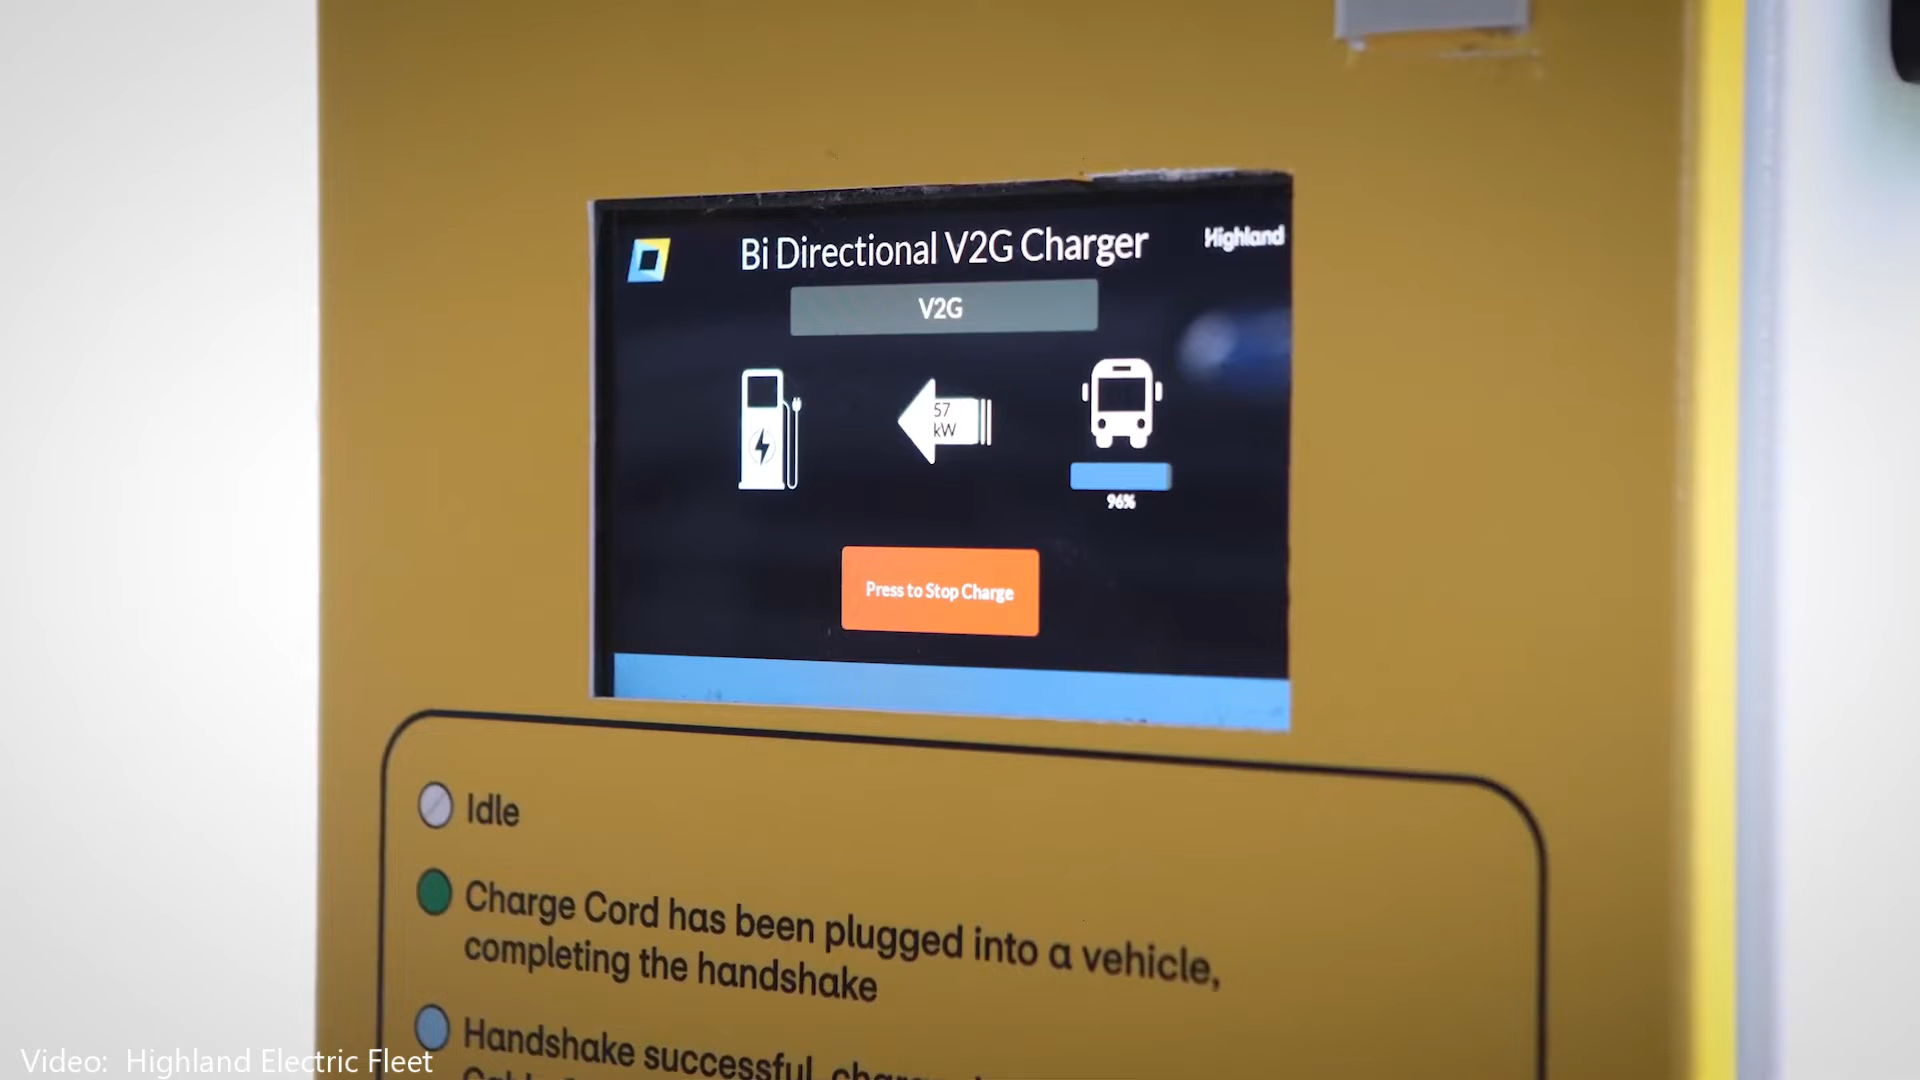 Bi Directional V2G Charger
Highland
V2G
57
kW
96%
Press to Stop Charge
Idle
Charge Cord has been plugged into a vehicle,
completing the handshake
Handshake successful,
Video: Highland Electric Fleet